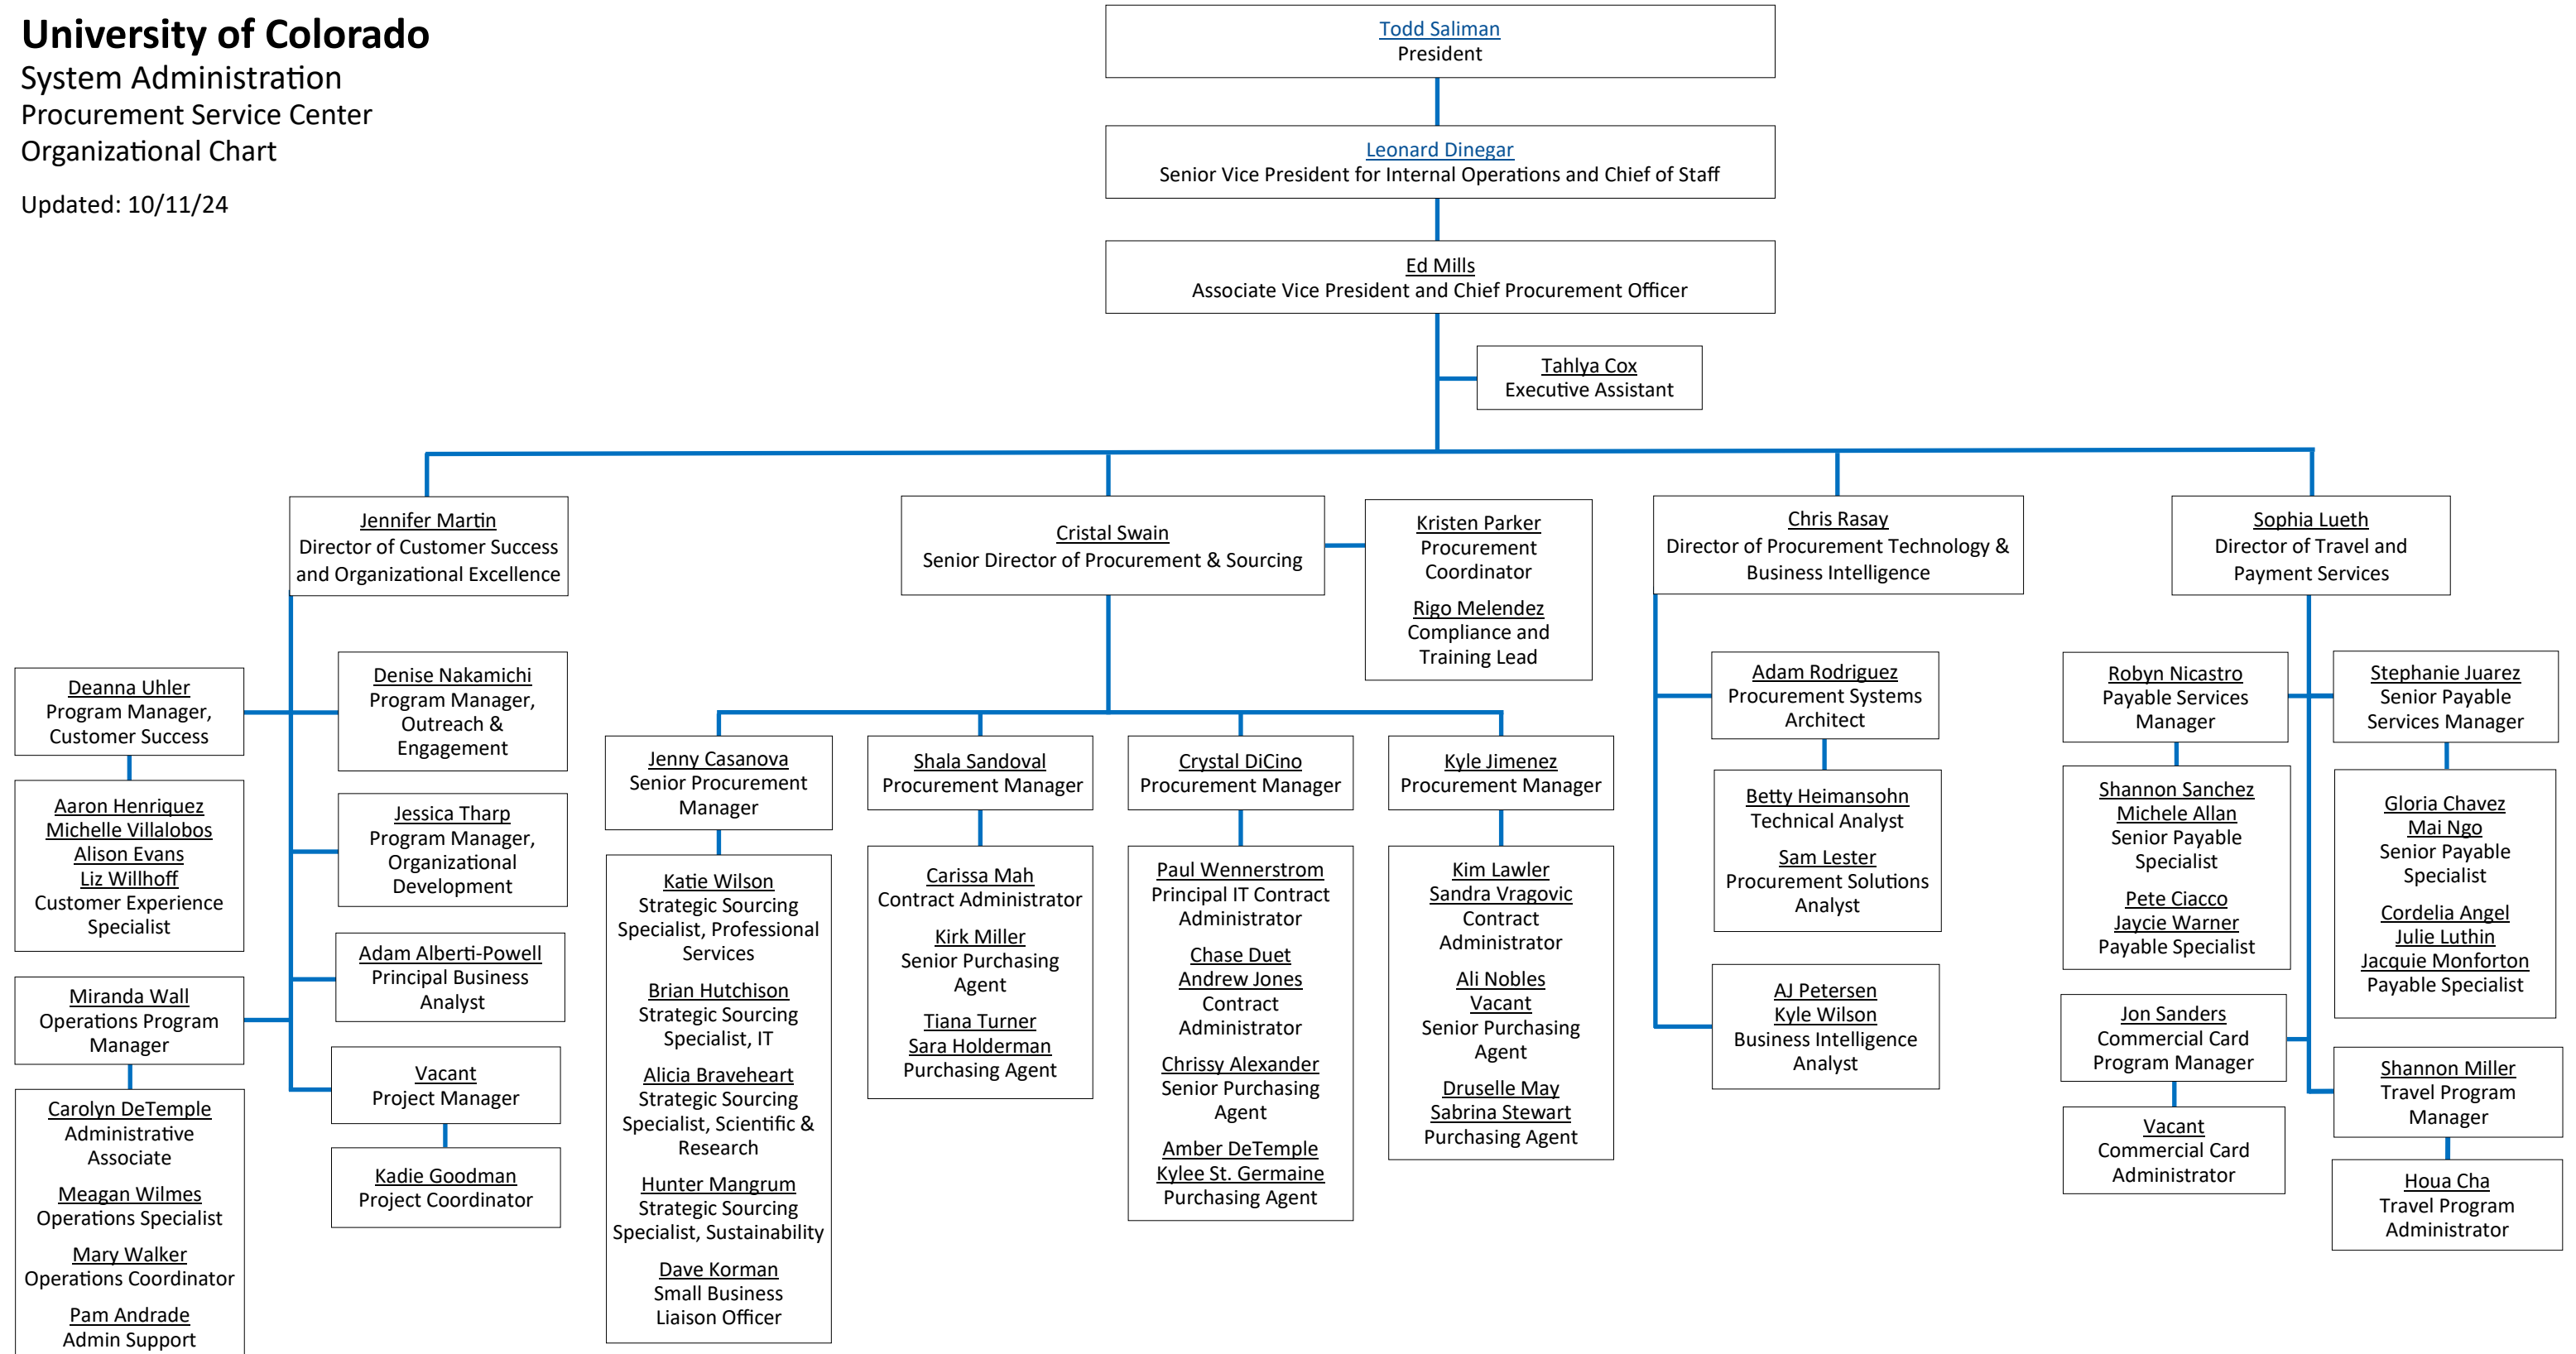 University of Colorado
System Administration
Procurement Service Center
Organizational Chart
Updated: 10/11/24
Todd Saliman
President
Leonard Dinegar
Senior Vice President for Internal Operations and Chief of Staff
Ed Mills
Associate Vice President and Chief Procurement Officer
Tahlya Cox
Executive Assistant
Jennifer Martin
Director of Customer Success
and Organizational Excellence
Deanna Uhler
Program Manager,
Customer Success
Aaron Henriquez
Michelle Villalobos
Alison Evans
Liz Willhoff
Customer Experience
Specialist
Miranda Wall
Operations Program
Manager
Carolyn DeTemple
Administrative
Associate
Meagan Wilmes
Operations Specialist
Mary Walker
Operations Coordinator
Pam Andrade
Admin Support
Denise Nakamichi
Program Manager,
Outreach &
Engagement
Jessica Tharp
Program Manager,
Organizational
Development
Adam Alberti-Powell
Principal Business
Analyst
Vacant
Project Manager
Kadie Goodman
Project Coordinator
Cristal Swain
Senior Director of Procurement & Sourcing
Kristen Parker
Procurement
Coordinator
Rigo Melendez
Compliance and
Training Lead
Jenny Casanova
Senior Procurement
Manager
Katie Wilson
Strategic Sourcing
Specialist, Professional
Services
Brian Hutchison
Strategic Sourcing
Specialist, IT
Alicia Braveheart
Strategic Sourcing
Specialist, Scientific &
Research
Hunter Mangrum
Strategic Sourcing
Specialist, Sustainability
Dave Korman
Small Business
Liaison Officer
Shala Sandoval
Procurement Manager
Carissa Mah
Contract Administrator
Kirk Miller
Senior Purchasing
Agent
Tiana Turner
Sara Holderman
Purchasing Agent
Crystal DiCino
Procurement Manager
Paul Wennerstrom
Principal IT Contract
Administrator
Chase Duet
Andrew Jones
Contract
Administrator
Chrissy Alexander
Senior Purchasing
Agent
Amber DeTemple
Kylee St. Germaine
Purchasing Agent
Kyle Jimenez
Procurement Manager
Kim Lawler
Sandra Vragovic
Contract
Administrator
Ali Nobles
Vacant
Senior Purchasing
Agent
Druselle May
Sabrina Stewart
Purchasing Agent
Chris Rasay
Director of Procurement Technology &
Business Intelligence
Adam Rodriguez
Procurement Systems
Architect
Betty Heimansohn
Technical Analyst
Sam Lester
Procurement Solutions
Analyst
AJ Petersen
Kyle Wilson
Business Intelligence
Analyst
Sophia Lueth
Director of Travel and
Payment Services
Robyn Nicastro
Payable Services
Manager
Shannon Sanchez
Michele Allan
Senior Payable
Specialist
Pete Ciacco
Jaycie Warner
Payable Specialist
Jon Sanders
Commercial Card
Program Manager
Vacant
Commercial Card
Administrator
Stephanie Juarez
Senior Payable
Services Manager
Gloria Chavez
Mai Ngo
Senior Payable
Specialist
Cordelia Angel
Julie Luthin
Jacquie Monforton
Payable Specialist
Shannon Miller
Travel Program
Manager
Houa Cha
Travel Program
Administrator